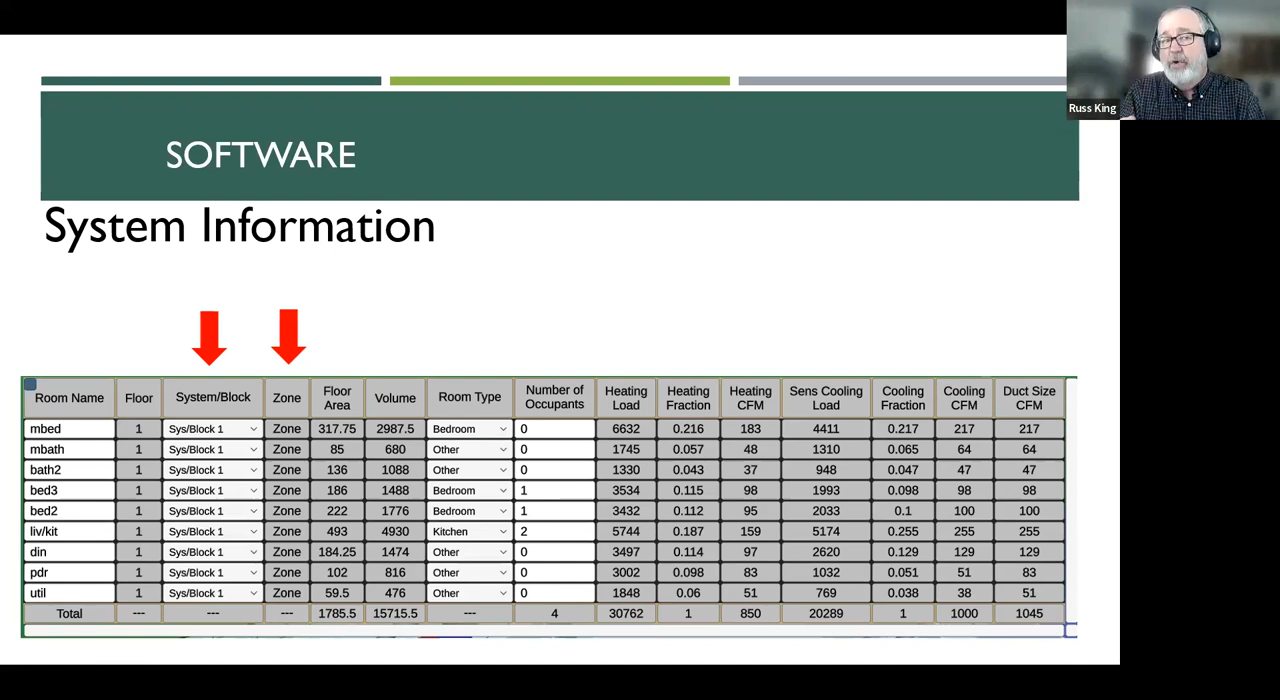 Russ King
SOFTWARE
System Information
Room Name Floor System/Block Zone Floor Area Volume Room Type Number of Occupants Heating Load Heating Fraction Heating CFM Sens Cooling Load Cooling Fraction Cooling CFM Duct Size CFM
mbed 1 Sys/Block 1 Zone 317.75 2987.5 Bedroom 0 6632 0.216 183 4411 0.217 217 217
mbath 1 Sys/Block 1 Zone 85 680 Other 0 1745 0.057 48 1310 0.065 64 64
bath2 1 Sys/Block 1 Zone 136 1088 Other 0 1330 0.043 37 948 0.047 47 47
bed3 1 Sys/Block 1 Zone 186 1488 Bedroom 1 3534 0.115 98 1993 0.098 98 98
bed2 1 Sys/Block 1 Zone 222 1776 Bedroom 1 3432 0.112 95 2033 0.1 100 100
liv/kit 1 Sys/Block 1 Zone 493 4930 Kitchen 2 5744 0.187 159 5174 0.255 255 255
din 1 Sys/Block 1 Zone 184.25 1474 Other 0 3497 0.114 97 2620 0.129 129 129
pdr 1 Sys/Block 1 Zone 102 816 Other 0 3002 0.098 83 1032 0.051 51 83
util 1 Sys/Block 1 Zone 59.5 476 Other 0 1848 0.06 51 769 0.038 38 51
Total --- --- --- 1785.5 15715.5 --- 4 30762 1 850 20289 1 1000 1045